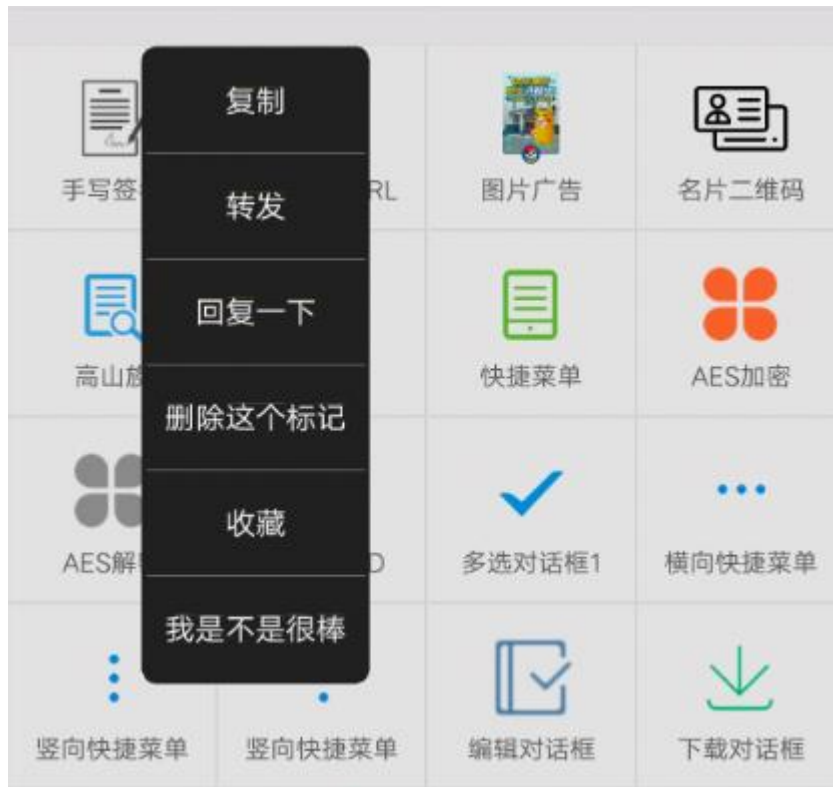 复制
转发
回复一下
删除这个标记
收藏
我是不是很棒
手写签
RL
图片广告
名片二维码
高山族
快捷菜单
AES加密
AES解
D
多选对话框1
横向快捷菜单
竖向快捷菜单
竖向快捷菜单
编辑对话框
下载对话框